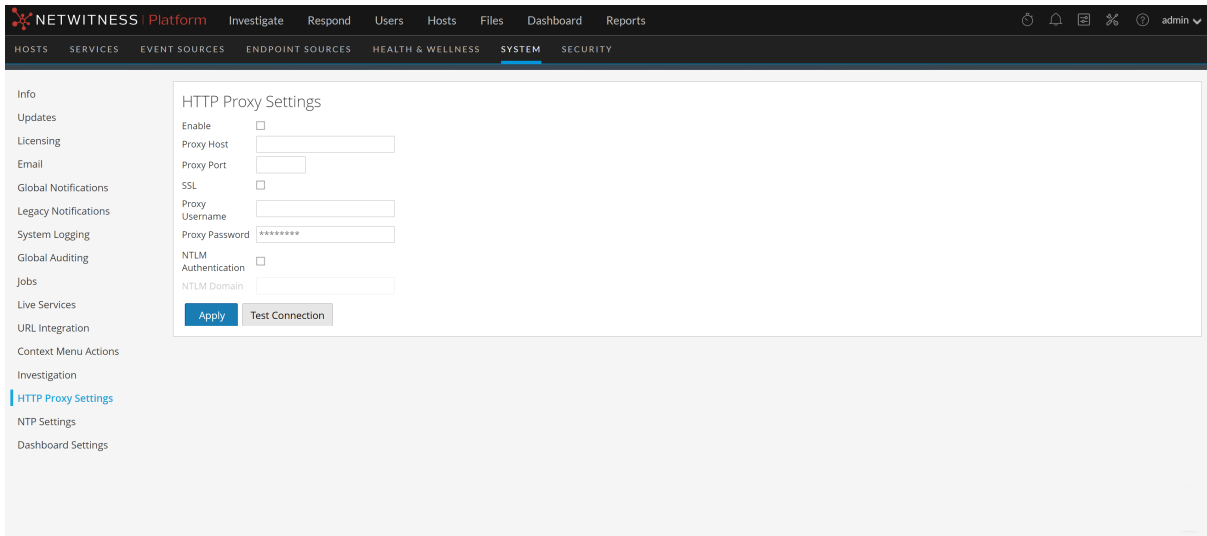 NETWITNESS | Platform Investigate Respond Users Hosts Files Dashboard Reports admin
HOSTS SERVICES EVENT SOURCES ENDPOINT SOURCES HEALTH & WELLNESS SYSTEM SECURITY
Info
Updates
Licensing
Email
Global Notifications
Legacy Notifications
System Logging
Global Auditing
Jobs
Live Services
URL Integration
Context Menu Actions
Investigation
HTTP Proxy Settings
NTP Settings
Dashboard Settings
HTTP Proxy Settings
Enable
Proxy Host
Proxy Port
SSL
Proxy
Username
Proxy Password ********
NTLM
Authentication
NTLM Domain
Apply Test Connection